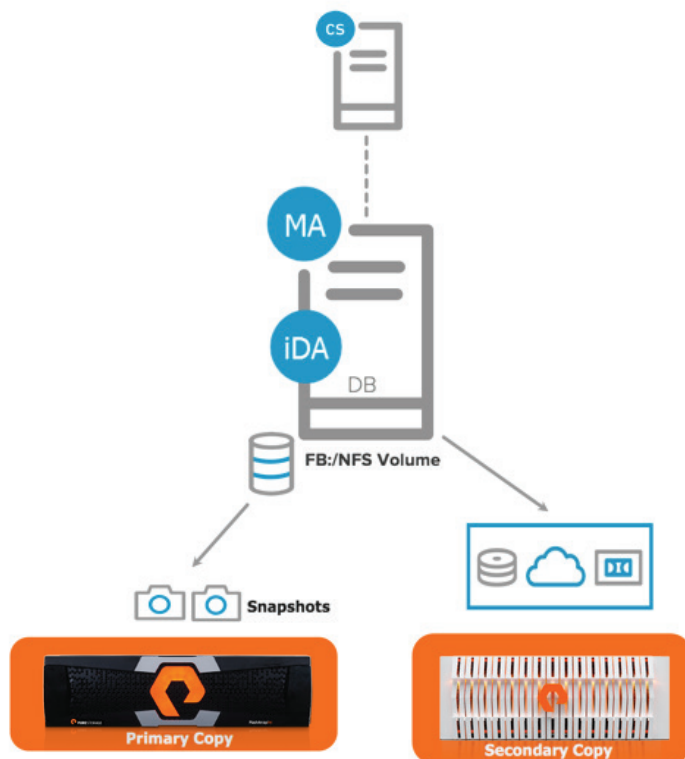 cs
MA
iDA
DB
FB:/NFS Volume
Snapshots
Primary Copy
Secondary Copy